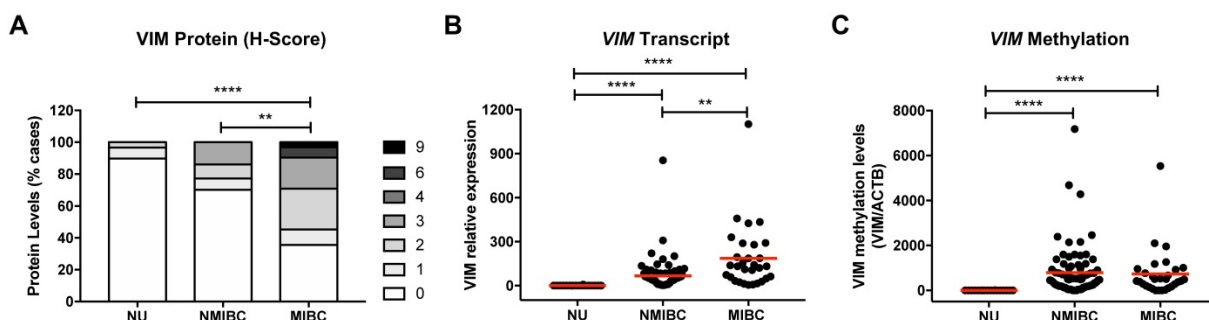 A
VIM Protein (H-Score)
****
**
Protein Levels (% cases)
120
100
80
60
40
20
0
NU
NMIBC
MIBC
9
6
4
3
2
1
0
B
VIM Transcript
****
****
**
VIM relative expression
1200
900
600
300
0
NU
NMIBC
MIBC
C
VIM Methylation
****
****
VIM methylation levels
(VIM/ACTB)
8000
6000
4000
2000
0
NU
NMIBC
MIBC